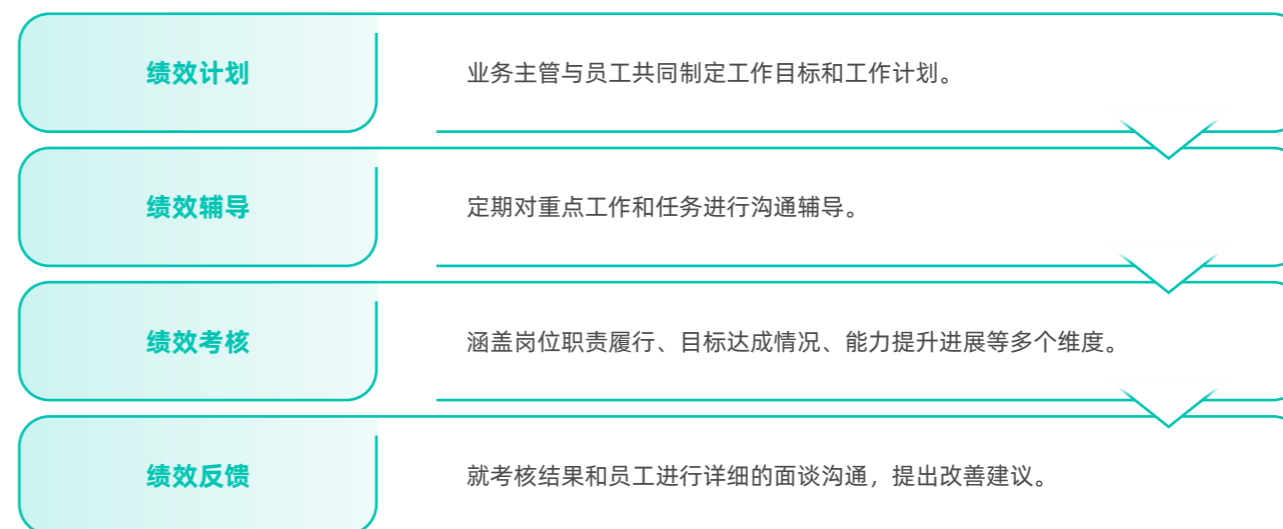 绩效计划
业务主管与员工共同制定工作目标和工作计划。
绩效辅导
定期对重点工作和任务进行沟通辅导。
绩效考核
涵盖岗位职责履行、目标达成情况、能力提升进展等多个维度。
绩效反馈
就考核结果和员工进行详细的面谈沟通，提出改善建议。